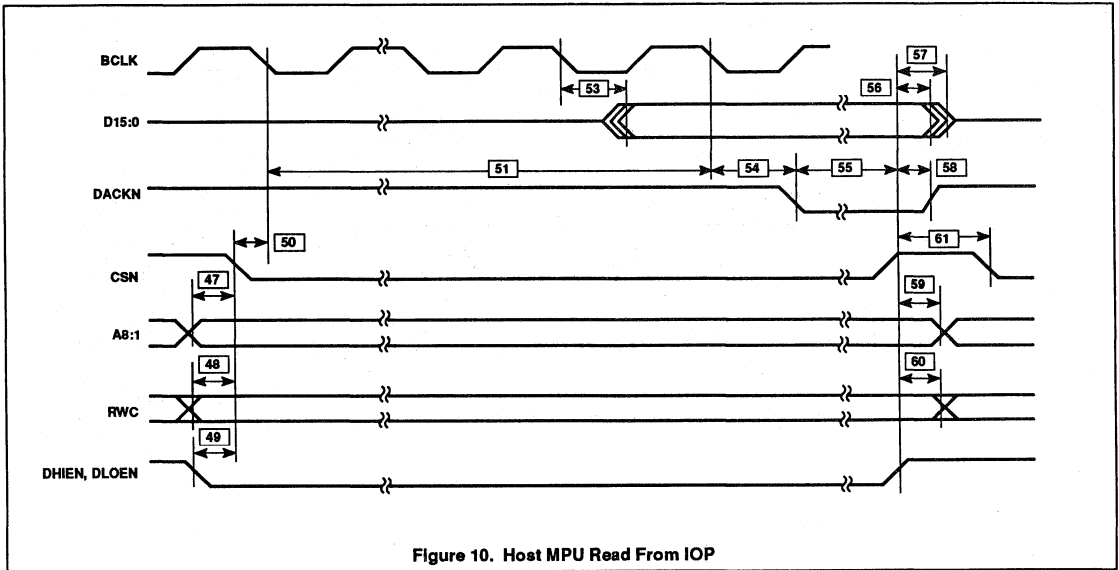 BCLK
57
56
53
D15:0
51
54
55
58
DACKN
50
61
CSN
47
59
A8:1
48
60
RWC
49
DHIEN, DLOEN
Figure 10. Host MPU Read From IOP